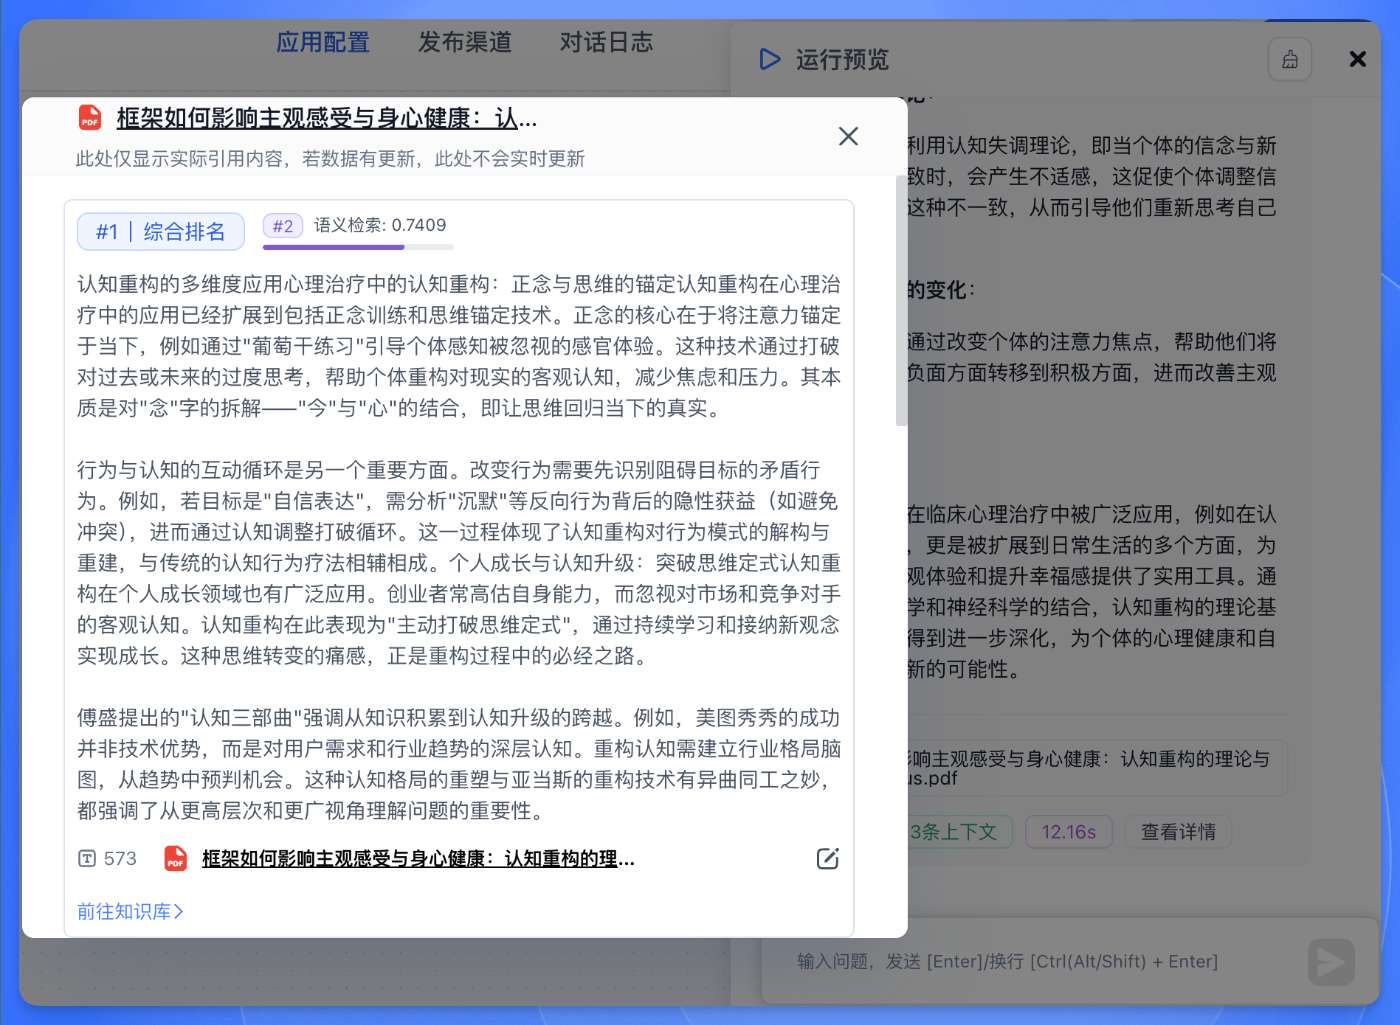 应用配置
发布渠道
对话日志
运行预览
框架如何影响主观感受与身心健康：认...
此处仅显示实际引用内容，若数据有更新，此处不会实时更新
#1 | 综合排名
#2
语义检索: 0.7409
认知重构的多维度应用心理治疗中的认知重构：正念与思维的锚定认知重构在心理治
疗中的应用已经扩展到包括正念训练和思维锚定技术。正念的核心在于将注意力锚定
于当下，例如通过"葡萄干练习"引导个体感知被忽视的感官体验。这种技术通过打破
对过去或未来的过度思考，帮助个体重构对现实的客观认知，减少焦虑和压力。其本
质是对"念"字的拆解——"今"与"心"的结合，即让思维回归当下的真实。
行为与认知的互动循环是另一个重要方面。改变行为需要先识别阻碍目标的矛盾行
为。例如，若目标是"自信表达"，需分析"沉默"等反向行为背后的隐性获益（如避免
冲突），进而通过认知调整打破循环。这一过程体现了认知重构对行为模式的解构与
重建，与传统的认知行为疗法相辅相成。个人成长与认知升级：突破思维定式认知重
构在个人成长领域也有广泛应用。创业者常高估自身能力，而忽视对市场和竞争对手
的客观认知。认知重构在此表现为"主动打破思维定式"，通过持续学习和接纳新观念
实现成长。这种思维转变的痛感，正是重构过程中的必经之路。
傅盛提出的"认知三部曲"强调从知识积累到认知升级的跨越。例如，美图秀秀的成功
并非技术优势，而是对用户需求和行业趋势的深层认知。重构认知需建立行业格局脑
图，从趋势中预判机会。这种认知格局的重塑与亚当斯的重构技术有异曲同工之妙，
都强调了从更高层次和更广视角理解问题的重要性。
573
PDF
框架如何影响主观感受与身心健康：认知重构的理...
前往知识库
利用认知失调理论，即当个体的信念与新
致时，会产生不适感，这促使个体调整信
这种不一致，从而引导他们重新思考自己
的变化：
通过改变个体的注意力焦点，帮助他们将
负面方面转移到积极方面，进而改善主观
在临床心理治疗中被广泛应用，例如在认
，更是被扩展到日常生活的多个方面，为
观体验和提升幸福感提供了实用工具。通
学和神经科学的结合，认知重构的理论基
得到进一步深化，为个体的心理健康和自
新的可能性。
影响主观感受与身心健康：认知重构的理论与
us.pdf
3条上下文
12.16s
查看详情
输入问题，发送 [Enter]/换行 [Ctrl(Alt/Shift) + Enter]